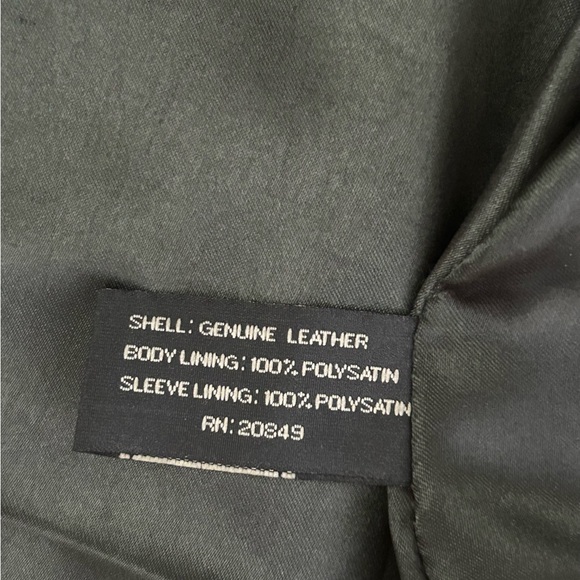 SHELL: GENUINE LEATHER
BODY LINING: 100% POLYSATIN
SLEEVE LINING: 100% POLYSATIN
RN: 20849